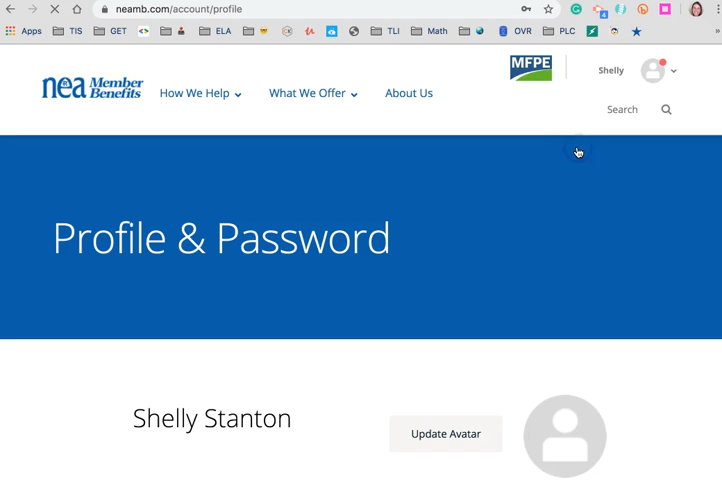 neamb.com/account/profile
Apps TIS GET ELA TLI Math OVR PLC »
nea Member Benefits
How We Help What We Offer About Us
MFPE
Shelly
Search
Profile & Password
Shelly Stanton
Update Avatar